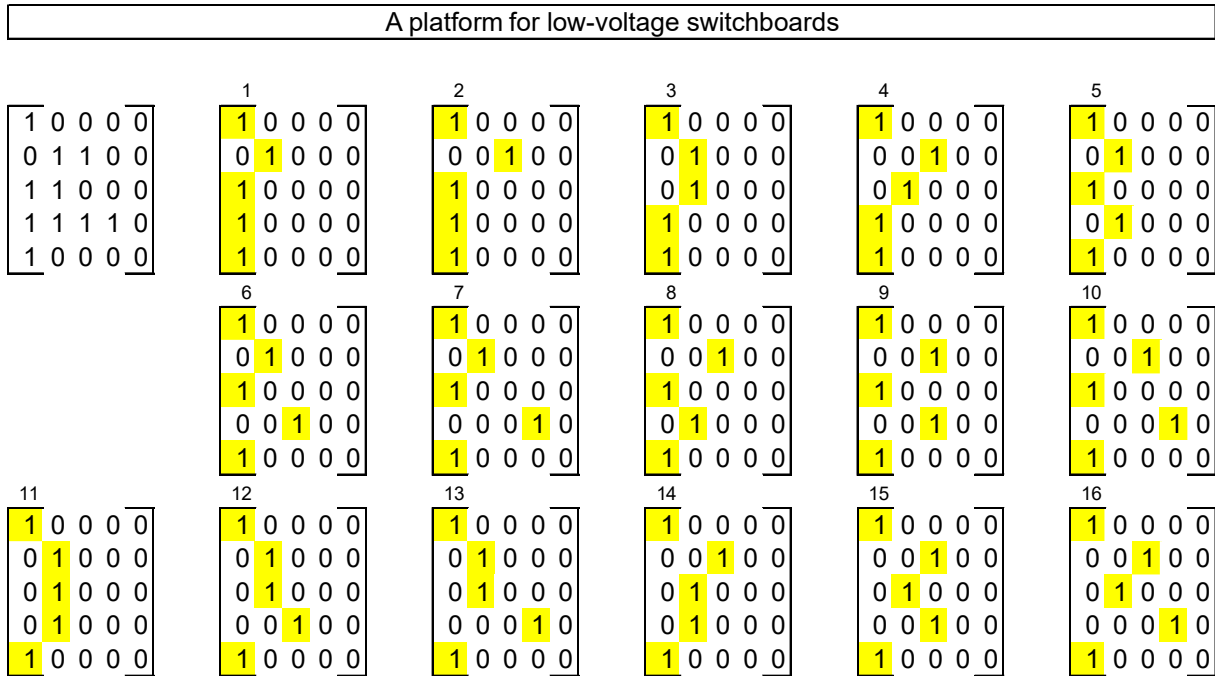 A platform for low-voltage switchboards
1 2 3 4 5
1 0 0 0 0 1 0 0 0 0 1 0 0 0 0 1 0 0 0 0 1 0 0 0 0 1 0 0 0 0
0 1 1 0 0 0 1 0 0 0 0 0 1 0 0 0 1 0 0 0 0 0 1 0 0 0 1 0 0 0
1 1 0 0 0 1 0 0 0 0 1 0 0 0 0 0 1 0 0 0 0 1 0 0 0 1 0 0 0 0
1 1 1 1 0 1 0 0 0 0 1 0 0 0 0 1 0 0 0 0 1 0 0 0 0 0 1 0 0 0
1 0 0 0 0 1 0 0 0 0 1 0 0 0 0 1 0 0 0 0 1 0 0 0 0 1 0 0 0 0
6 7 8 9 10
1 0 0 0 0 1 0 0 0 0 1 0 0 0 0 1 0 0 0 0 1 0 0 0 0
0 1 0 0 0 0 1 0 0 0 0 0 1 0 0 0 0 1 0 0 0 0 1 0 0
1 0 0 0 0 1 0 0 0 0 1 0 0 0 0 1 0 0 0 0 1 0 0 0 0
0 0 1 0 0 0 0 0 1 0 0 1 0 0 0 0 0 1 0 0 0 0 0 1 0
1 0 0 0 0 1 0 0 0 0 1 0 0 0 0 1 0 0 0 0 1 0 0 0 0
11 12 13 14 15 16
1 0 0 0 0 1 0 0 0 0 1 0 0 0 0 1 0 0 0 0 1 0 0 0 0 1 0 0 0 0
0 1 0 0 0 0 1 0 0 0 0 1 0 0 0 0 0 1 0 0 0 0 1 0 0 0 0 1 0 0
0 1 0 0 0 0 1 0 0 0 0 1 0 0 0 0 1 0 0 0 0 1 0 0 0 0 1 0 0 0
0 1 0 0 0 0 0 1 0 0 0 0 0 1 0 0 1 0 0 0 0 0 1 0 0 0 0 0 1 0
1 0 0 0 0 1 0 0 0 0 1 0 0 0 0 1 0 0 0 0 1 0 0 0 0 1 0 0 0 0